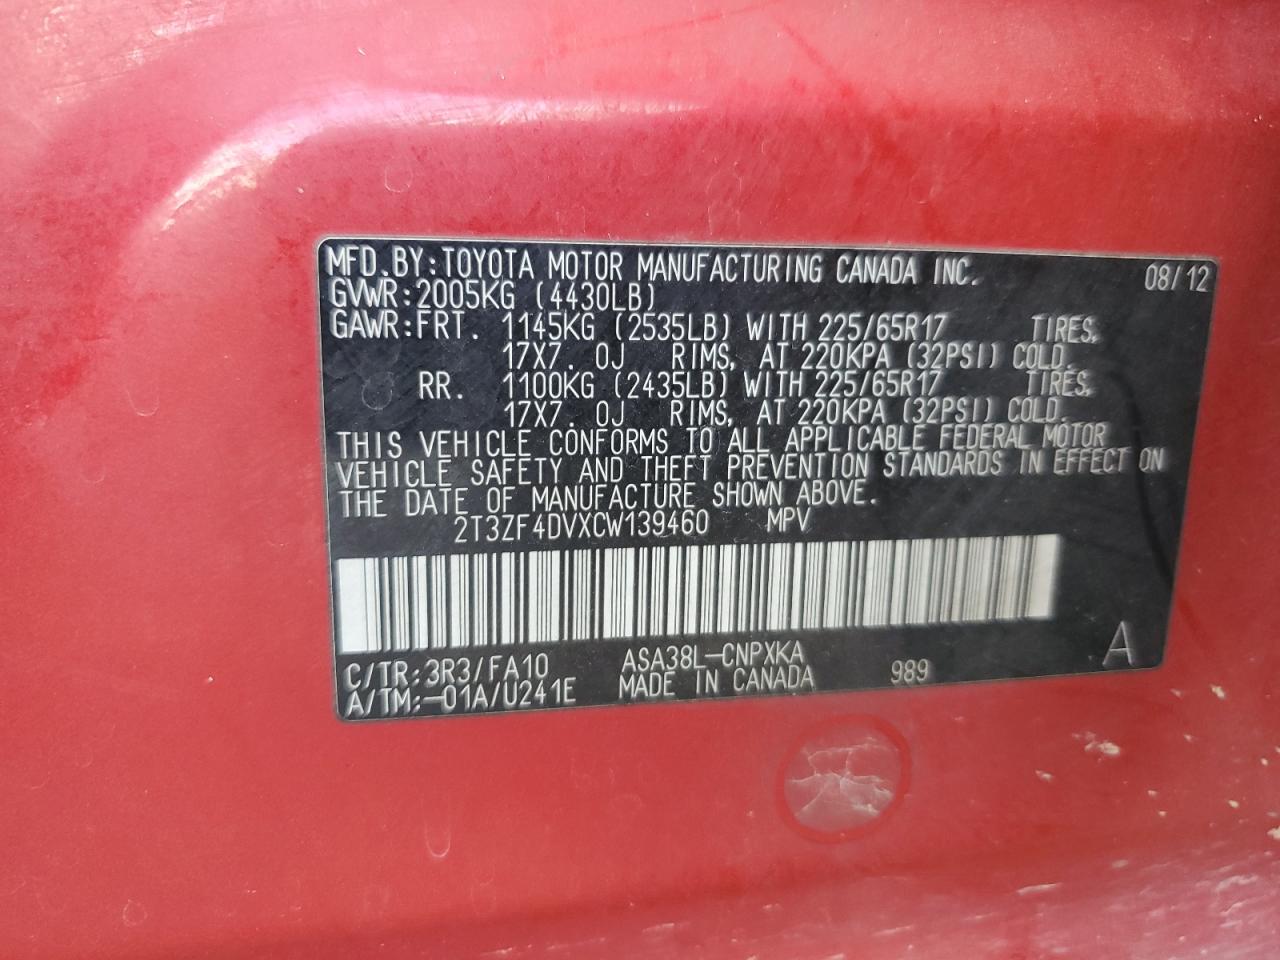 MFD.BY:TOYOTA MOTOR MANUFACTURING CANADA INC. 08/12
GVWR:2005KG (4430LB)
GAWR:FRT. 1145KG (2535LB) WITH 225/65R17 TIRES,
17X7. 0J RIMS, AT 220KPA (32PSI) COLD.
RR. 1100KG (2435LB) WITH 225/65R17 TIRES,
17X7. 0J RIMS, AT 220KPA (32PSI) COLD.
THIS VEHICLE CONFORMS TO ALL APPLICABLE FEDERAL MOTOR
VEHICLE SAFETY AND THEFT PREVENTION STANDARDS IN EFFECT ON
THE DATE OF MANUFACTURE SHOWN ABOVE.
2T3ZF4DVXCW139460 MPV
C/TR:3R3/FA10 ASA38L-CNPXKA
A/TM:-01A/U241E MADE IN CANADA 989 A